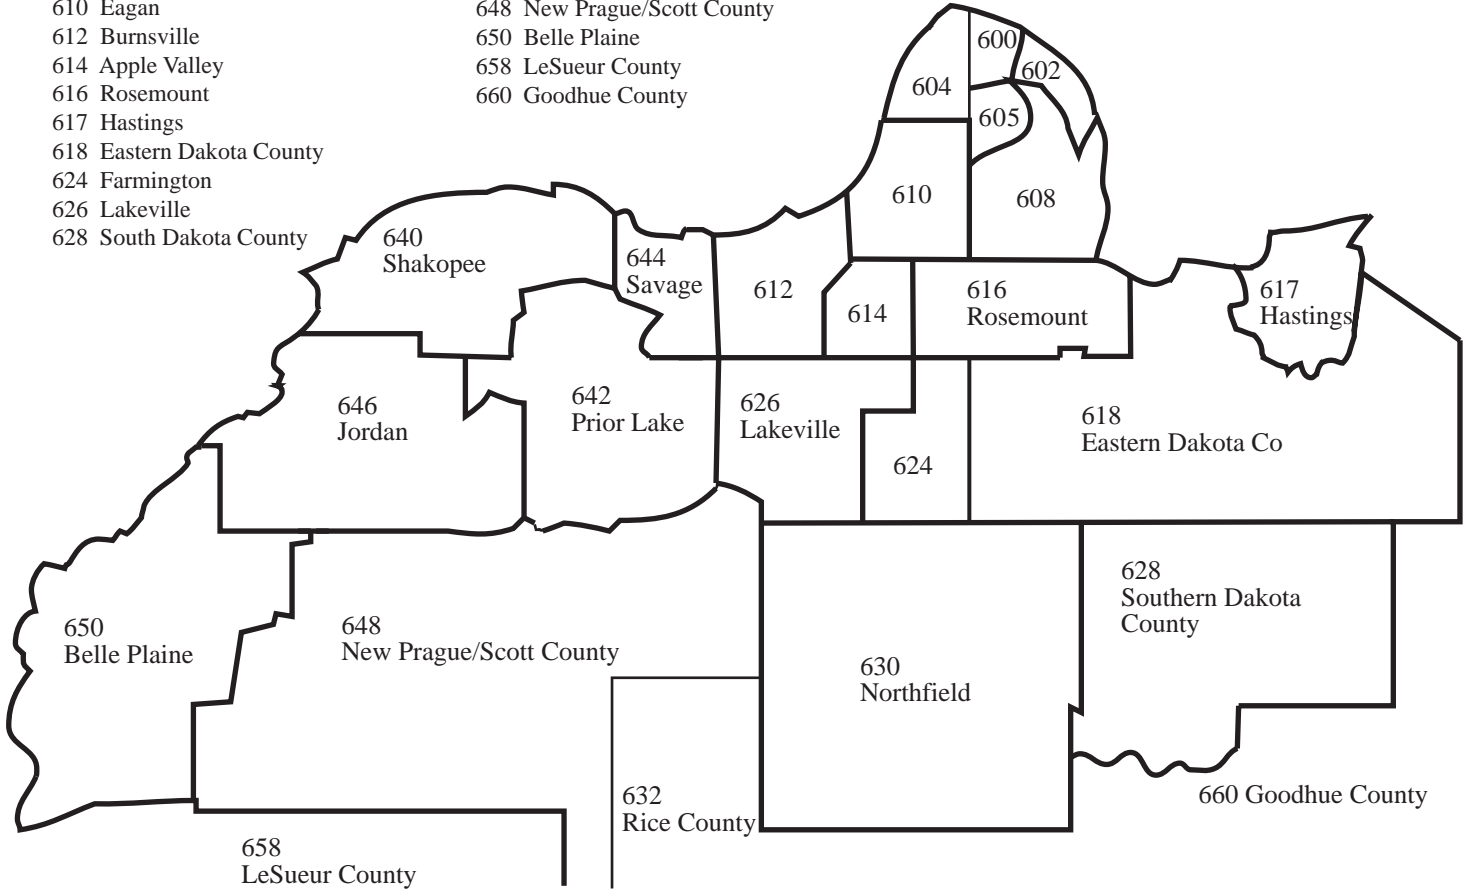 610 Eagan
612 Burnsville
614 Apple Valley
616 Rosemount
617 Hastings
618 Eastern Dakota County
624 Farmington
626 Lakeville
628 South Dakota County
648 New Prague/Scott County
650 Belle Plaine
658 LeSueur County
660 Goodhue County
600
602
604
605
610
608
640
Shakopee
644
Savage
612
614
616
Rosemount
617
Hastings
646
Jordan
642
Prior Lake
626
Lakeville
624
618
Eastern Dakota Co
650
Belle Plaine
648
New Prague/Scott County
630
Northfield
628
Southern Dakota
County
632
Rice County
660 Goodhue County
658
LeSueur County